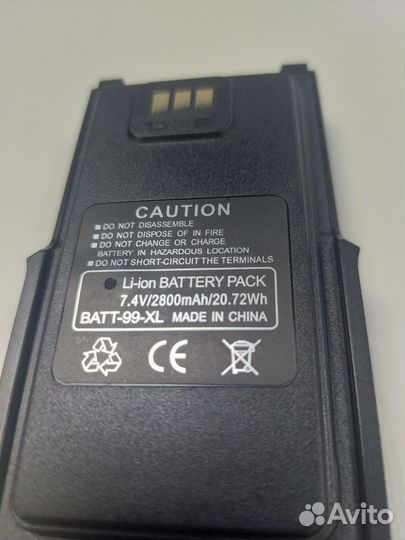 CAUTION
DO NOT DISASSEMBLE
DO NOT DISPOSE OF IN FIRE
DO NOT CHANGE OR CHARGE
BATTERY IN HAZARDOUS LOCATION
DO NOT SHORT-CIRCUIT THE TERMINALS
Li-ion BATTERY PACK
7.4V/2800mAh/20.72Wh
BATT-99-XL MADE IN CHINA
CE
Avito